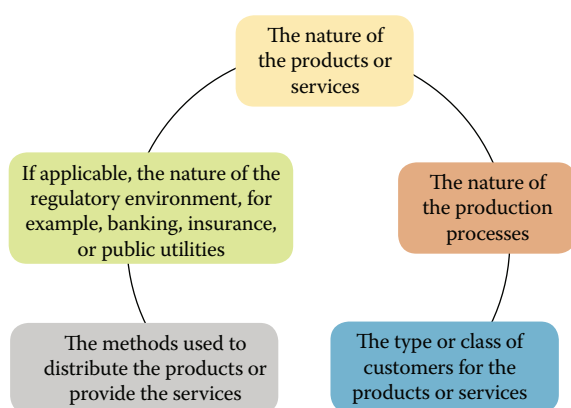 The nature of
the products or
services
If applicable, the nature of the
regulatory environment, for
example, banking, insurance,
or public utilities
The nature of
the production
processes
The methods used to
distribute the products or
provide the services
The type or class of
customers for the
products or services